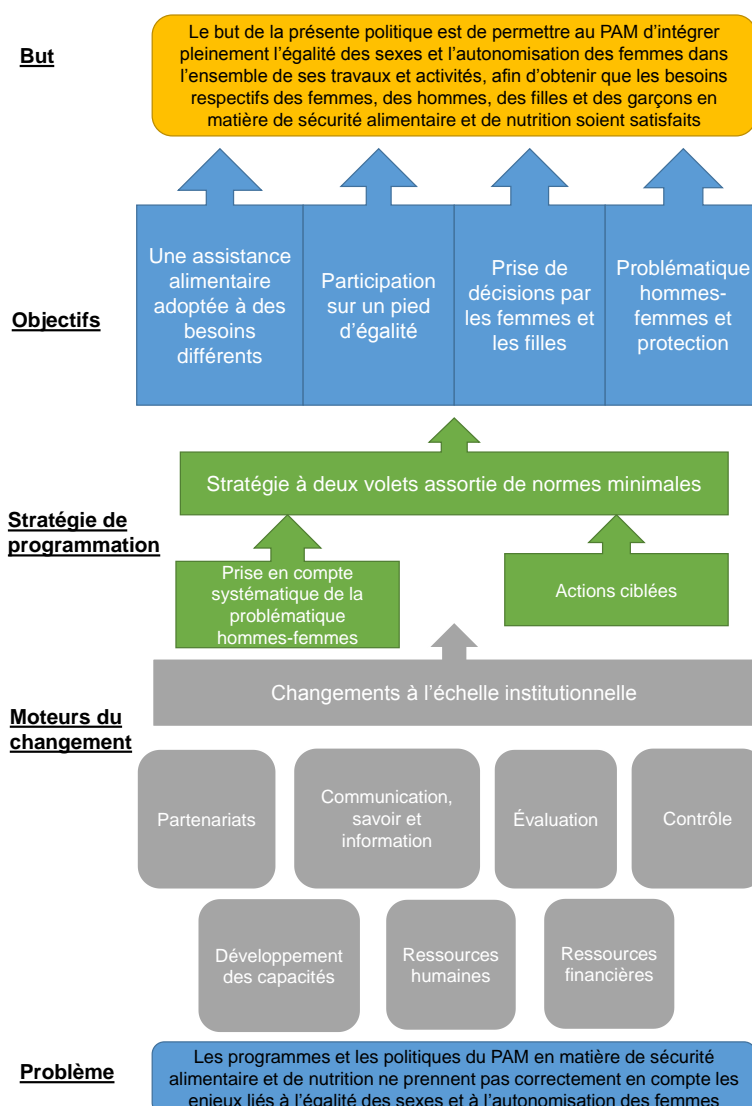 But
Le but de la présente politique est de permettre au PAM d’intégrer
pleinement l’égalité des sexes et l’autonomisation des femmes dans
l’ensemble de ses travaux et activités, afin d’obtenir que les besoins
respectifs des femmes, des hommes, des filles et des garçons en
matière de sécurité alimentaire et de nutrition soient satisfaits
Objectifs
Une assistance
alimentaire
adoptée à des
besoins
différents
Participation
sur un pied
d’égalité
Prise de
décisions par
les femmes et
les filles
Problématique
hommes-
femmes et
protection
Stratégie de
programmation
Stratégie à deux volets assortie de normes minimales
Prise en compte
systématique de la
problématique
hommes-femmes
Actions ciblées
Moteurs du
changement
Changements à l’échelle institutionnelle
Partenariats
Communication,
savoir et
information
Évaluation
Contrôle
Développement
des capacités
Ressources
humaines
Ressources
financières
Problème
Les programmes et les politiques du PAM en matière de sécurité
alimentaire et de nutrition ne prennent pas correctement en compte les
enjeux liés à l’égalité des sexes et à l’autonomisation des femmes